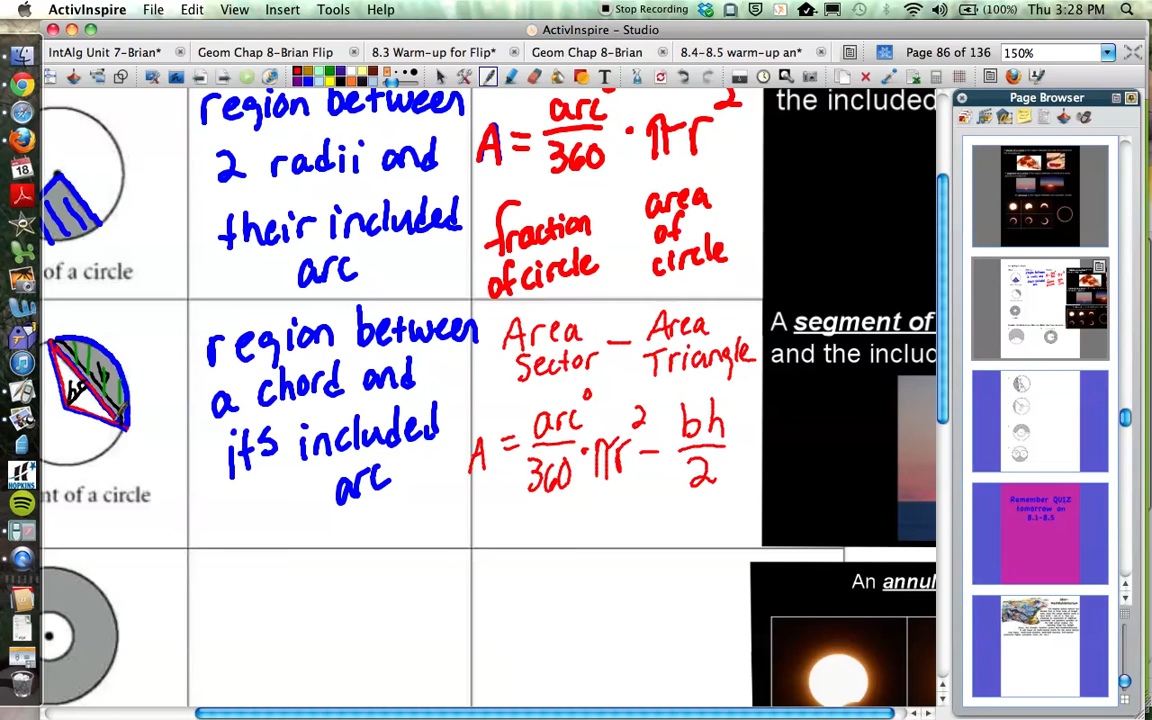 ActivInspire File Edit View Insert Tools Help Stop Recording (100%) Thu 3:28 PM
ActivInspire - Studio
IntAlg Unit 7-Brian* Geom Chap 8-Brian Flip 8.3 Warm-up for Flip* Geom Chap 8-Brian 8.4-8.5 warm-up an* Page 86 of 136 150%
Page Browser
region between
2 radii and
their included
arc
A = arc°/360 · πr²
fraction of circle
area of circle
the included
of a circle
region between
a chord and
its included
arc
Area Sector - Area Triangle
A = arc°/360 · πr² - bh/2
A segment of
and the includ
nt of a circle
An annul
Remember QUIZ
tomorrow on
8.1-8.5
HOPKINS
18